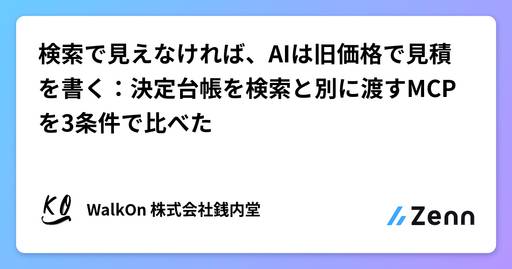 検索で見えなければ、AIは旧価格で見積
を書く：決定台帳を検索と別に渡すMCP
を3条件で比べた
KO
WalkOn 株式会社銭内堂
Zenn